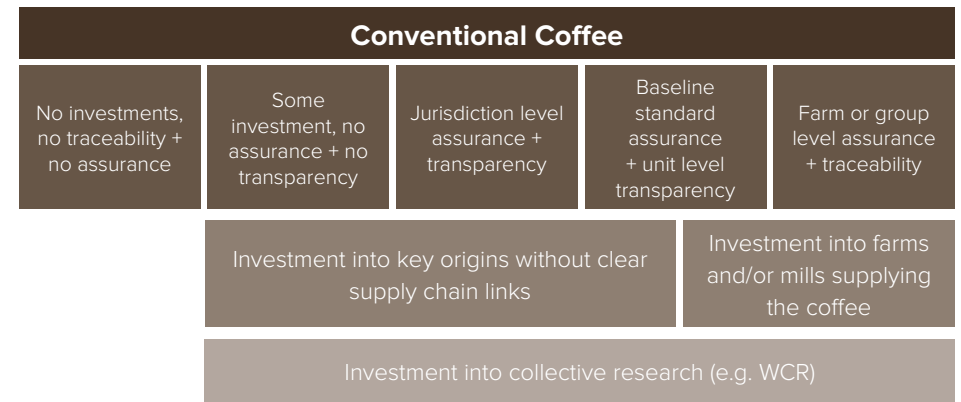 Conventional Coffee
No investments,
no traceability +
no assurance
Some
investment, no
assurance + no
transparency
Jurisdiction level
assurance +
transparency
Baseline
standard
assurance
+ unit level
transparency
Farm or group
level assurance
+ traceability
Investment into key origins without clear
supply chain links
Investment into farms
and/or mills supplying
the coffee
Investment into collective research (e.g. WCR)